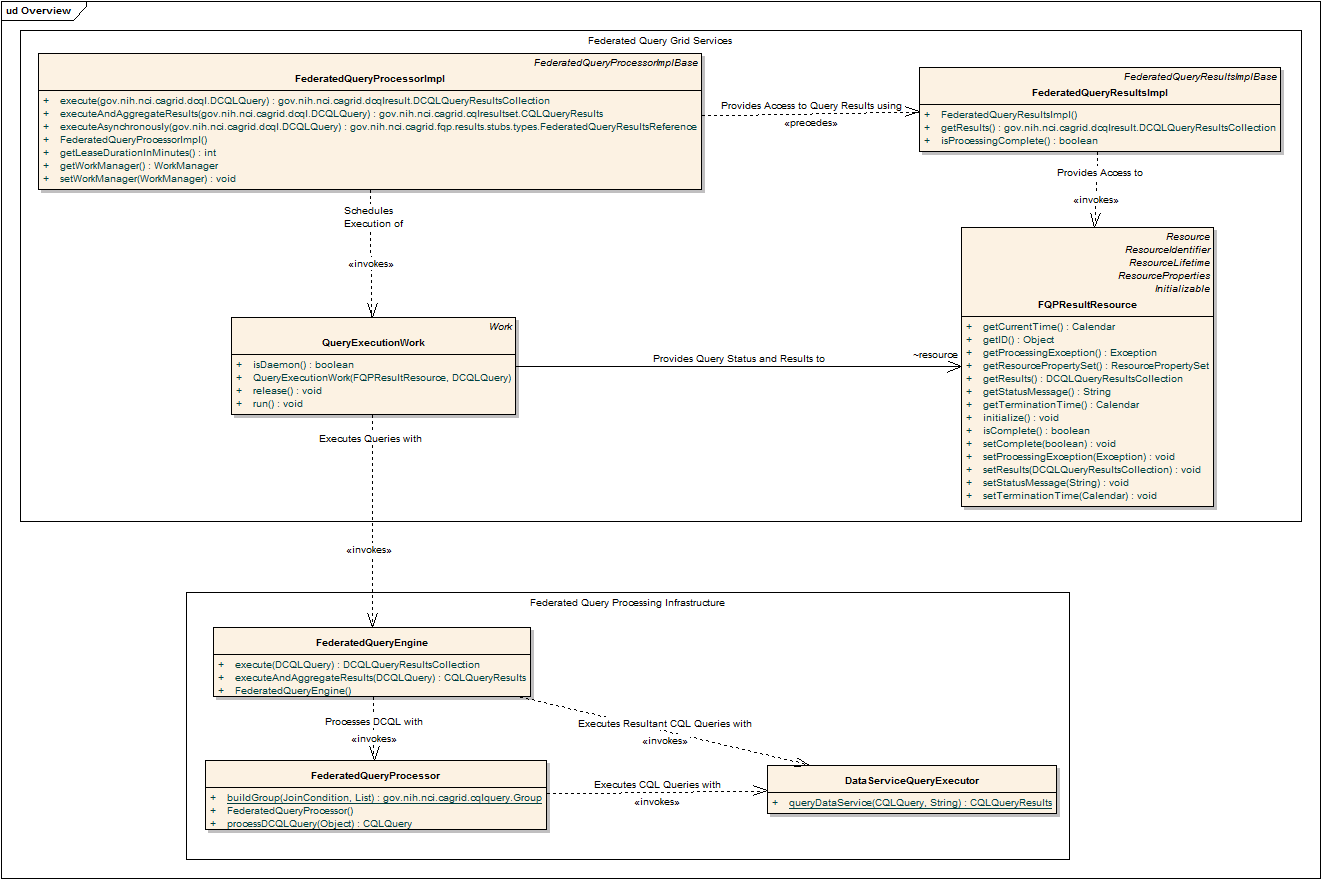 ud Overview
Federated Query Grid Services
FederatedQueryProcessorImplBase
FederatedQueryProcessorImpl
+ execute(gov.nih.nci.cagrid.dcql.DCQLQuery) : gov.nih.nci.cagrid.dcqlresult.DCQLQueryResultsCollection
+ executeAndAggregateResults(gov.nih.nci.cagrid.dcql.DCQLQuery) : gov.nih.nci.cagrid.cqlresultset.CQLQueryResults
+ executeAsynchronously(gov.nih.nci.cagrid.dcql.DCQLQuery) : gov.nih.nci.cagrid.fqp.results.stubs.types.FederatedQueryResultsReference
+ FederatedQueryProcessorImpl()
+ getLeaseDurationInMinutes() : int
+ getWorkManager() : WorkManager
+ setWorkManager(WorkManager) : void
Provides Access to Query Results using
«precedes»
FederatedQueryResultsImplBase
FederatedQueryResultsImpl
+ FederatedQueryResultsImpl()
+ getResults() : gov.nih.nci.cagrid.dcqlresult.DCQLQueryResultsCollection
+ isProcessingComplete() : boolean
Provides Access to
«invokes»
Schedules
Execution of
«invokes»
Resource
ResourceIdentifier
ResourceLifetime
ResourceProperties
Initializable
FQPResultResource
+ getCurrentTime() : Calendar
+ getID() : Object
+ getProcessingException() : Exception
+ getResourcePropertySet() : ResourcePropertySet
+ getResults() : DCQLQueryResultsCollection
+ getStatusMessage() : String
+ getTerminationTime() : Calendar
+ initialize() : void
+ isComplete() : boolean
+ setComplete(boolean) : void
+ setProcessingException(Exception) : void
+ setResults(DCQLQueryResultsCollection) : void
+ setStatusMessage(String) : void
+ setTerminationTime(Calendar) : void
Work
QueryExecutionWork
+ isDaemon() : boolean
+ QueryExecutionWork(FQPResultResource, DCQLQuery)
+ release() : void
+ run() : void
Provides Query Status and Results to
~resource
Executes Queries with
«invokes»
Federated Query Processing Infrastructure
FederatedQueryEngine
+ execute(DCQLQuery) : DCQLQueryResultsCollection
+ executeAndAggregateResults(DCQLQuery) : CQLQueryResults
+ FederatedQueryEngine()
Processes DCQL with
«invokes»
Executes Resultant CQL Queries with
«invokes»
FederatedQueryProcessor
+ buildGroup(JoinCondition, List) : gov.nih.nci.cagrid.cqlquery.Group
+ FederatedQueryProcessor()
+ processDCQLQuery(Object) : CQLQuery
Executes CQL Queries with
«invokes»
DataServiceQueryExecutor
+ queryDataService(CQLQuery, String) : CQLQueryResults